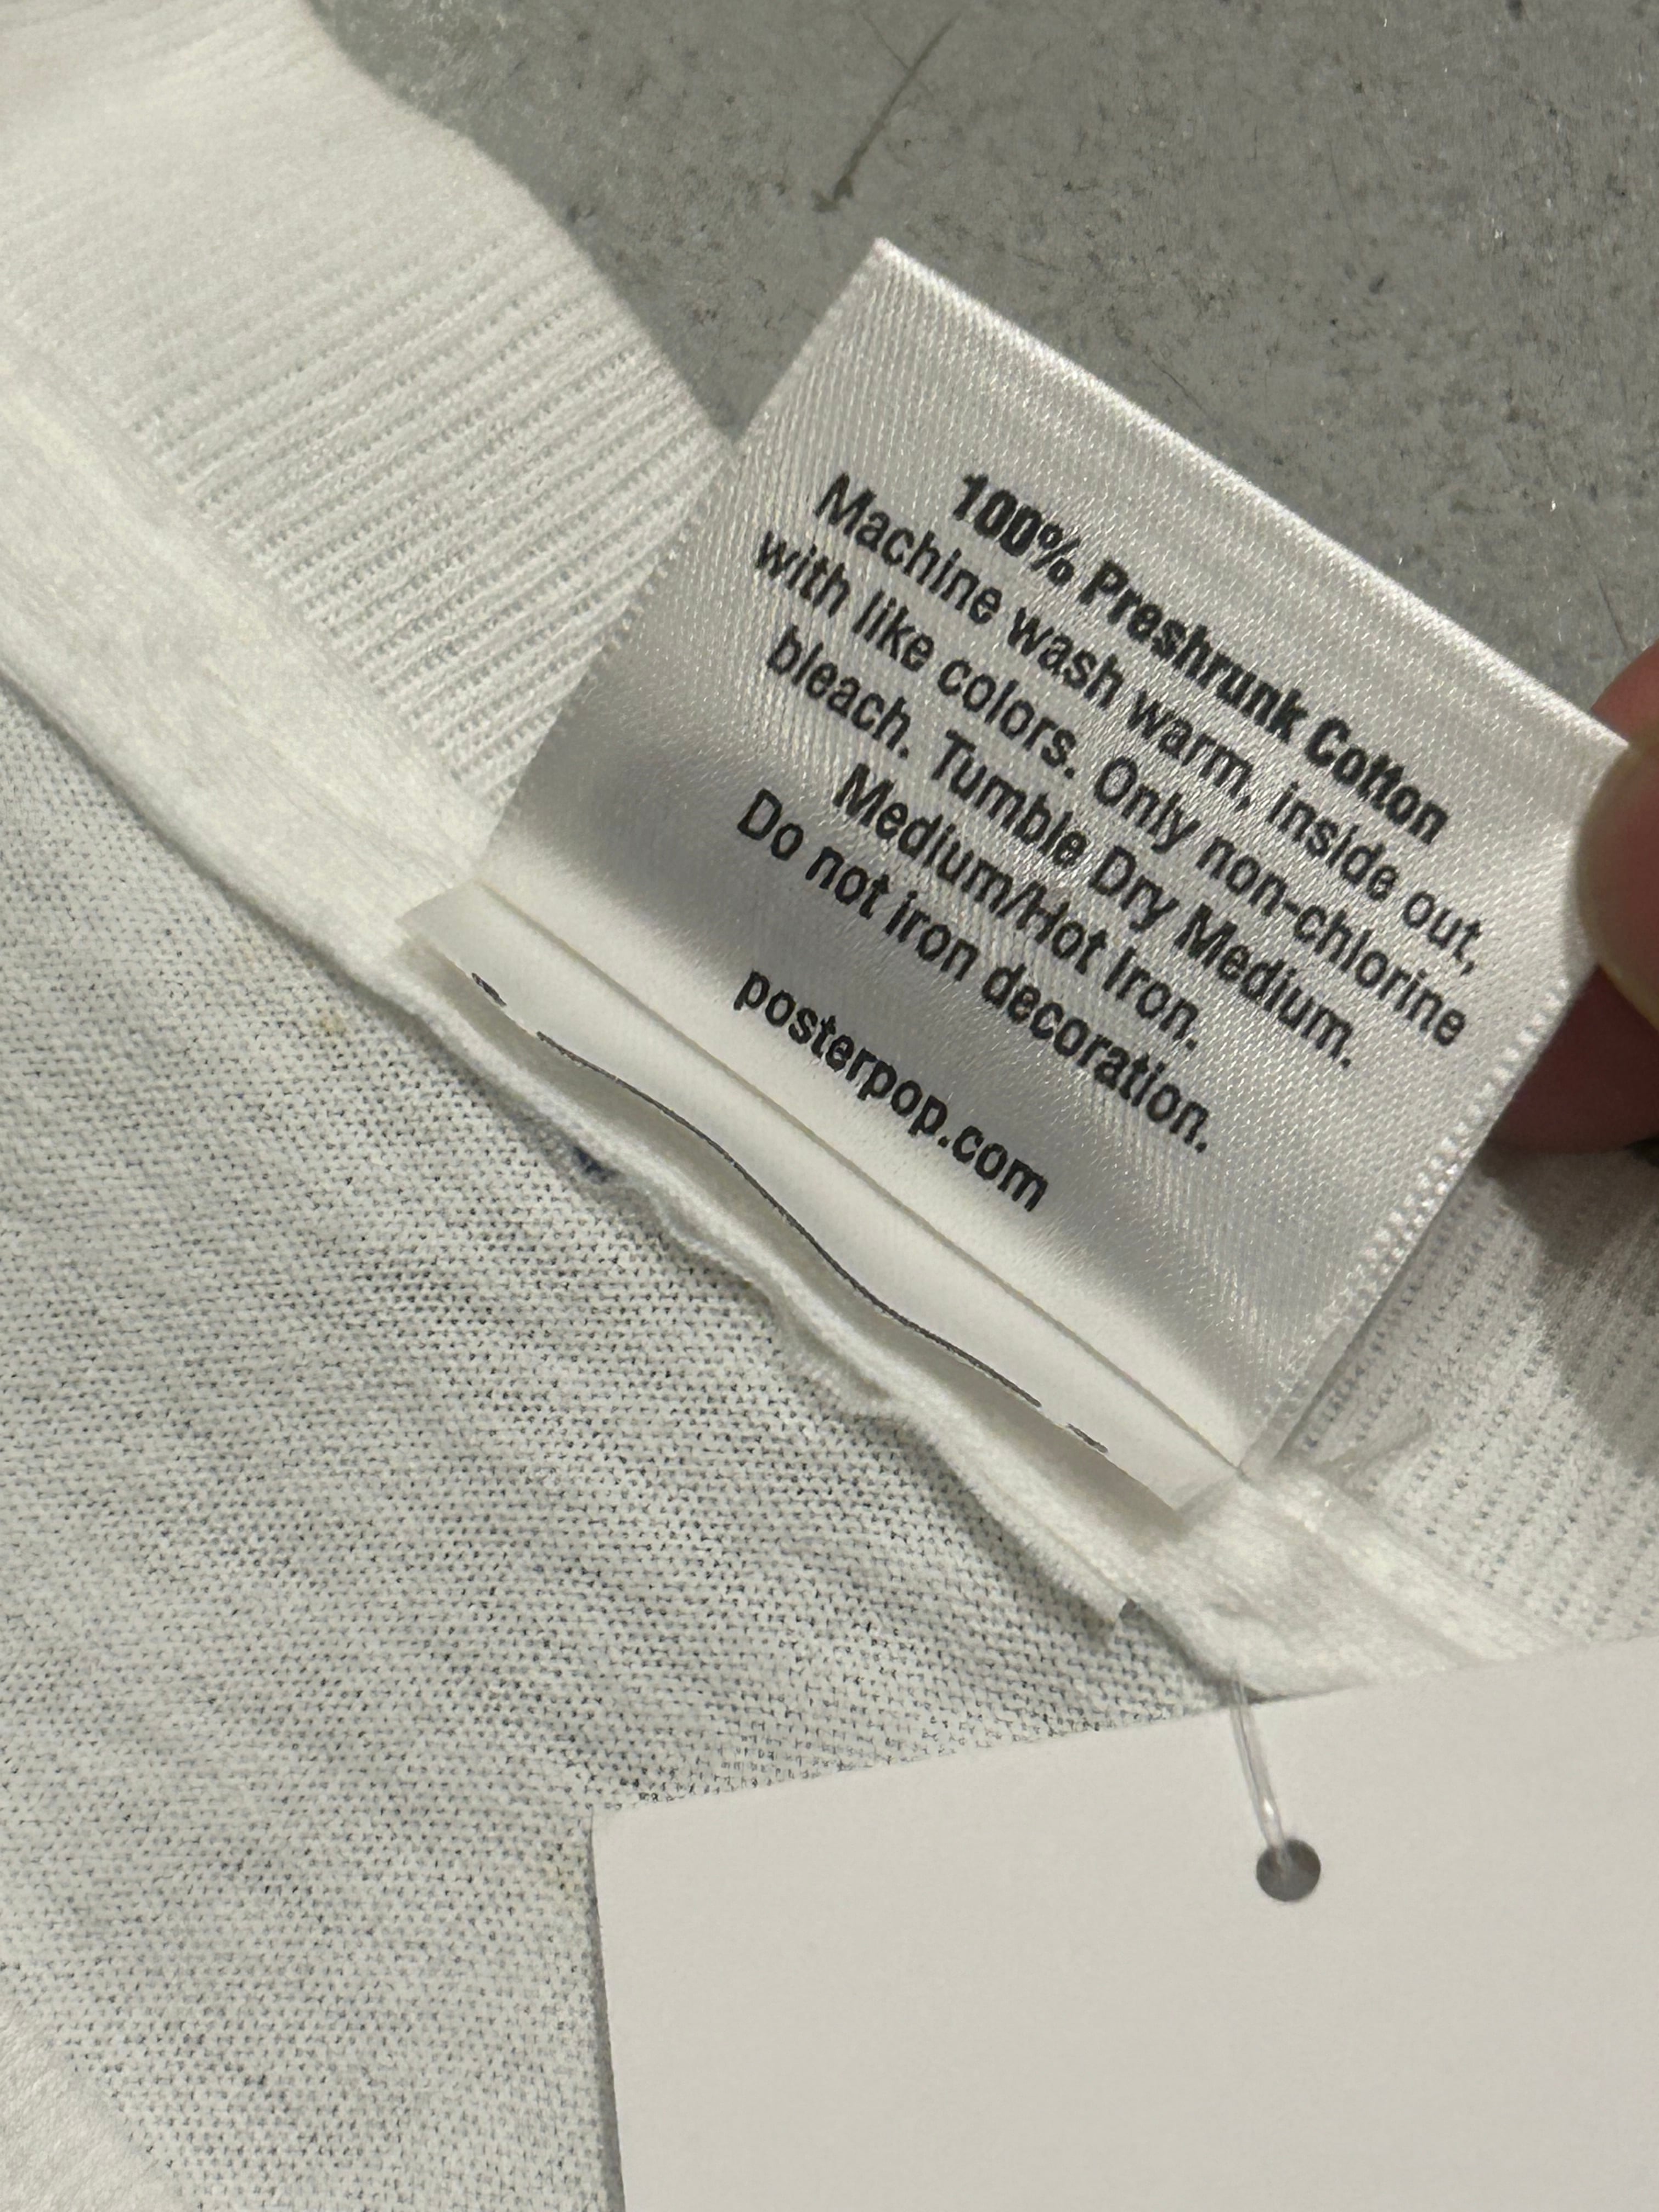 100% Preshrunk Cotton
Machine wash warm, inside out,
with like colors. Only non-chlorine
bleach. Tumble Dry Medium.
Medium/Hot Iron.
Do not iron decoration.
posterpop.com